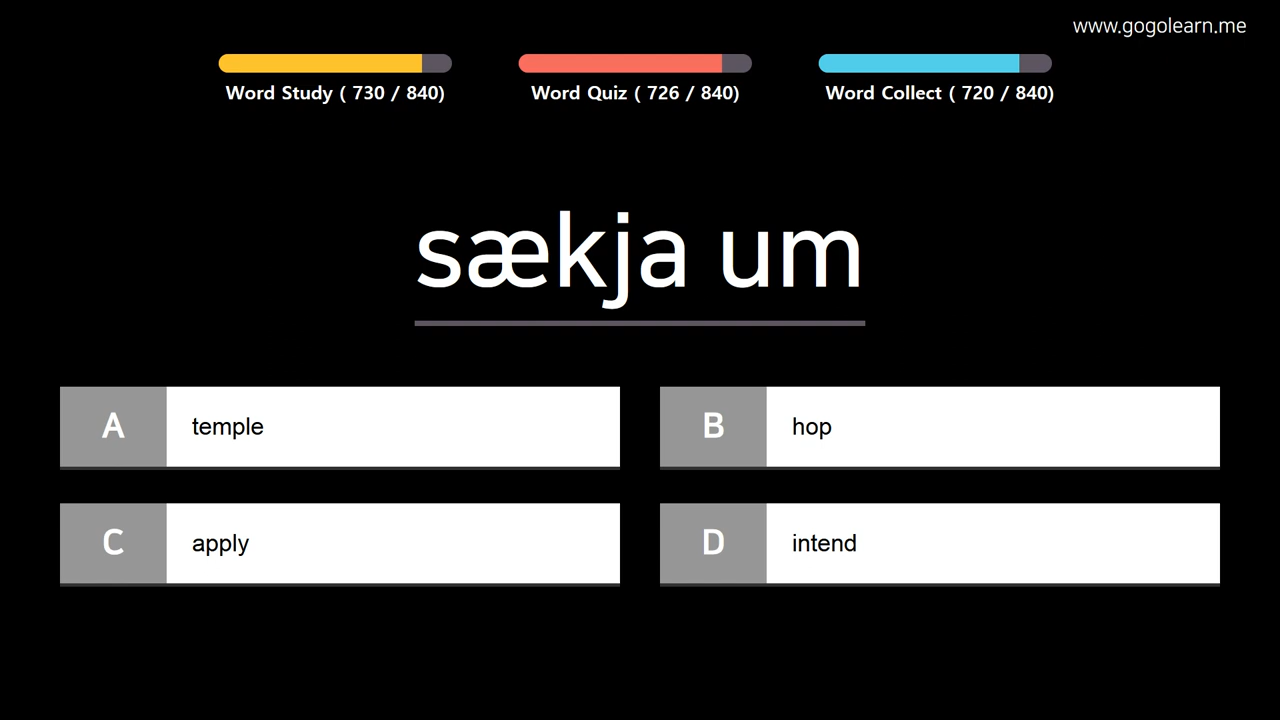 www.gogolearn.me
Word Study ( 730 / 840)
Word Quiz ( 726 / 840)
Word Collect ( 720 / 840)
sækja um
A temple
B hop
C apply
D intend